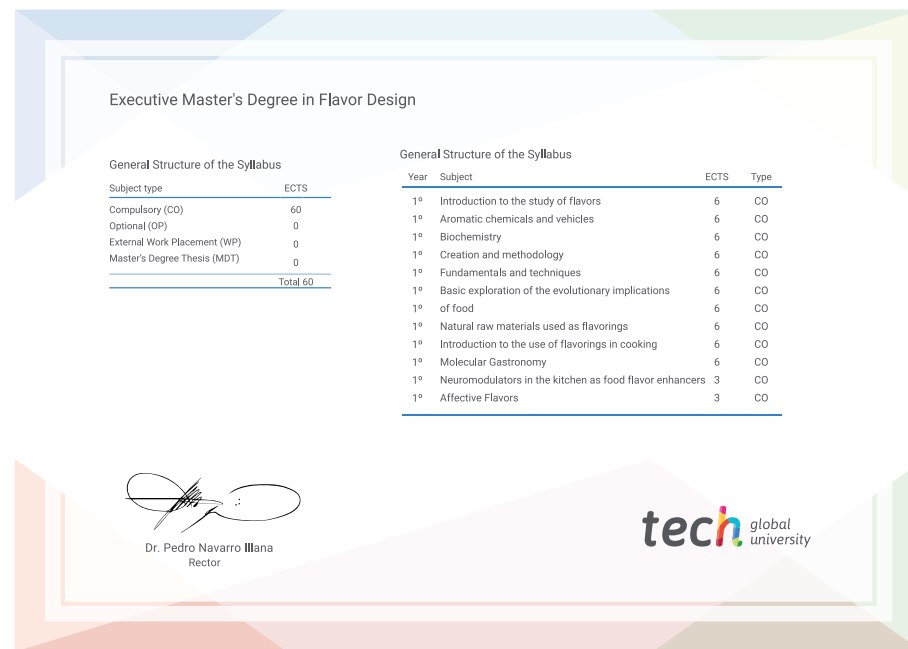 Executive Master's Degree in Flavor Design
General Structure of the Syllabus
Subject type ECTS
Compulsory (CO) 60
Optional (OP) 0
External Work Placement (WP) 0
Master's Degree Thesis (MDT) 0
Total 60
General Structure of the Syllabus
Year Subject ECTS Type
1º Introduction to the study of flavors 6 CO
1º Aromatic chemicals and vehicles 6 CO
1º Biochemistry 6 CO
1º Creation and methodology 6 CO
1º Fundamentals and techniques 6 CO
1º Basic exploration of the evolutionary implications 6 CO
1º of food 6 CO
1º Natural raw materials used as flavorings 6 CO
1º Introduction to the use of flavorings in cooking 6 CO
1º Molecular Gastronomy 6 CO
1º Neuromodulators in the kitchen as food flavor enhancers 3 CO
1º Affective Flavors 3 CO
Dr. Pedro Navarro Illana
Rector
tech global
university